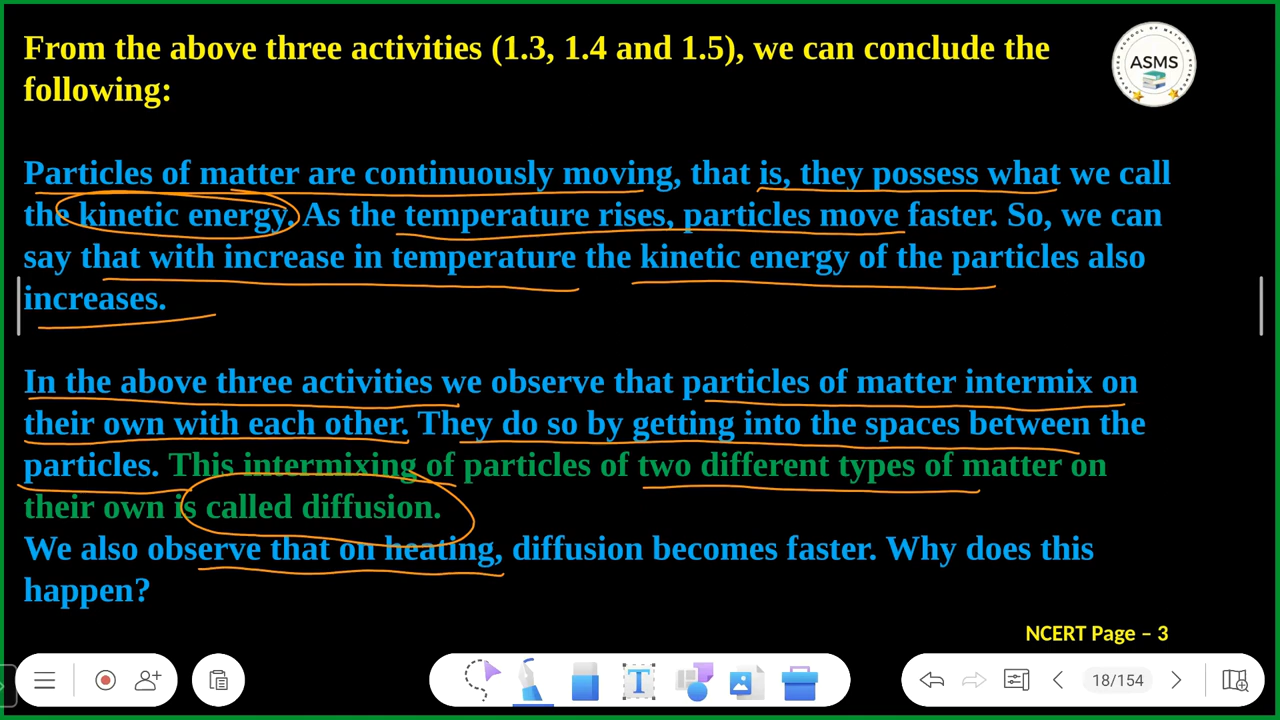 From the above three activities (1.3, 1.4 and 1.5), we can conclude the
following:
ASMS
Particles of matter are continuously moving, that is, they possess what we call
the kinetic energy. As the temperature rises, particles move faster. So, we can
say that with increase in temperature the kinetic energy of the particles also
increases.
In the above three activities we observe that particles of matter intermix on
their own with each other. They do so by getting into the spaces between the
particles. This intermixing of particles of two different types of matter on
their own is called diffusion.
We also observe that on heating, diffusion becomes faster. Why does this
happen?
NCERT Page – 3
T
18/154